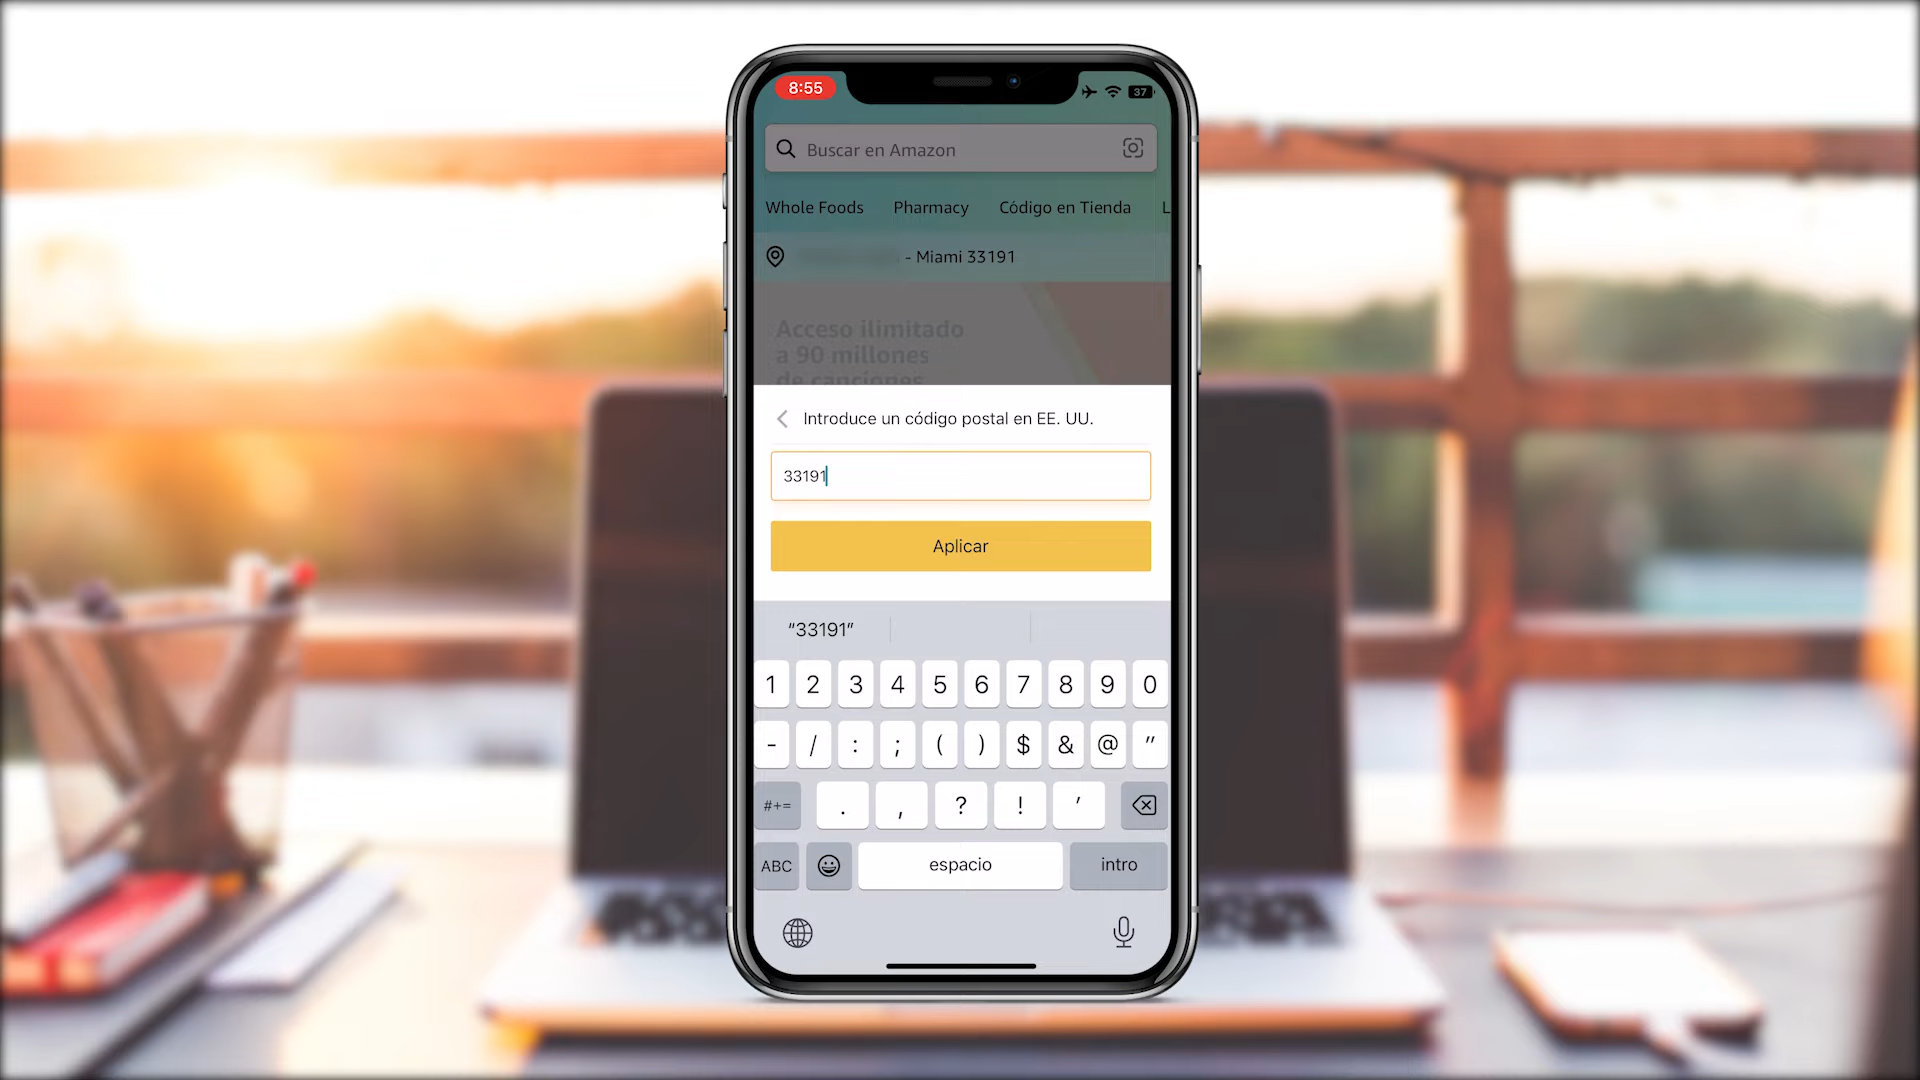 8:55
37
Buscar en Amazon
Whole Foods Pharmacy Código en Tienda L
- Miami 33191
Acceso ilimitado
a 90 millones
de canciones
Introduce un código postal en EE. UU.
33191
Aplicar
"33191"
1 2 3 4 5 6 7 8 9 0
- / : ; ( ) $ & @ "
#+= . , ? ! '
ABC espacio intro